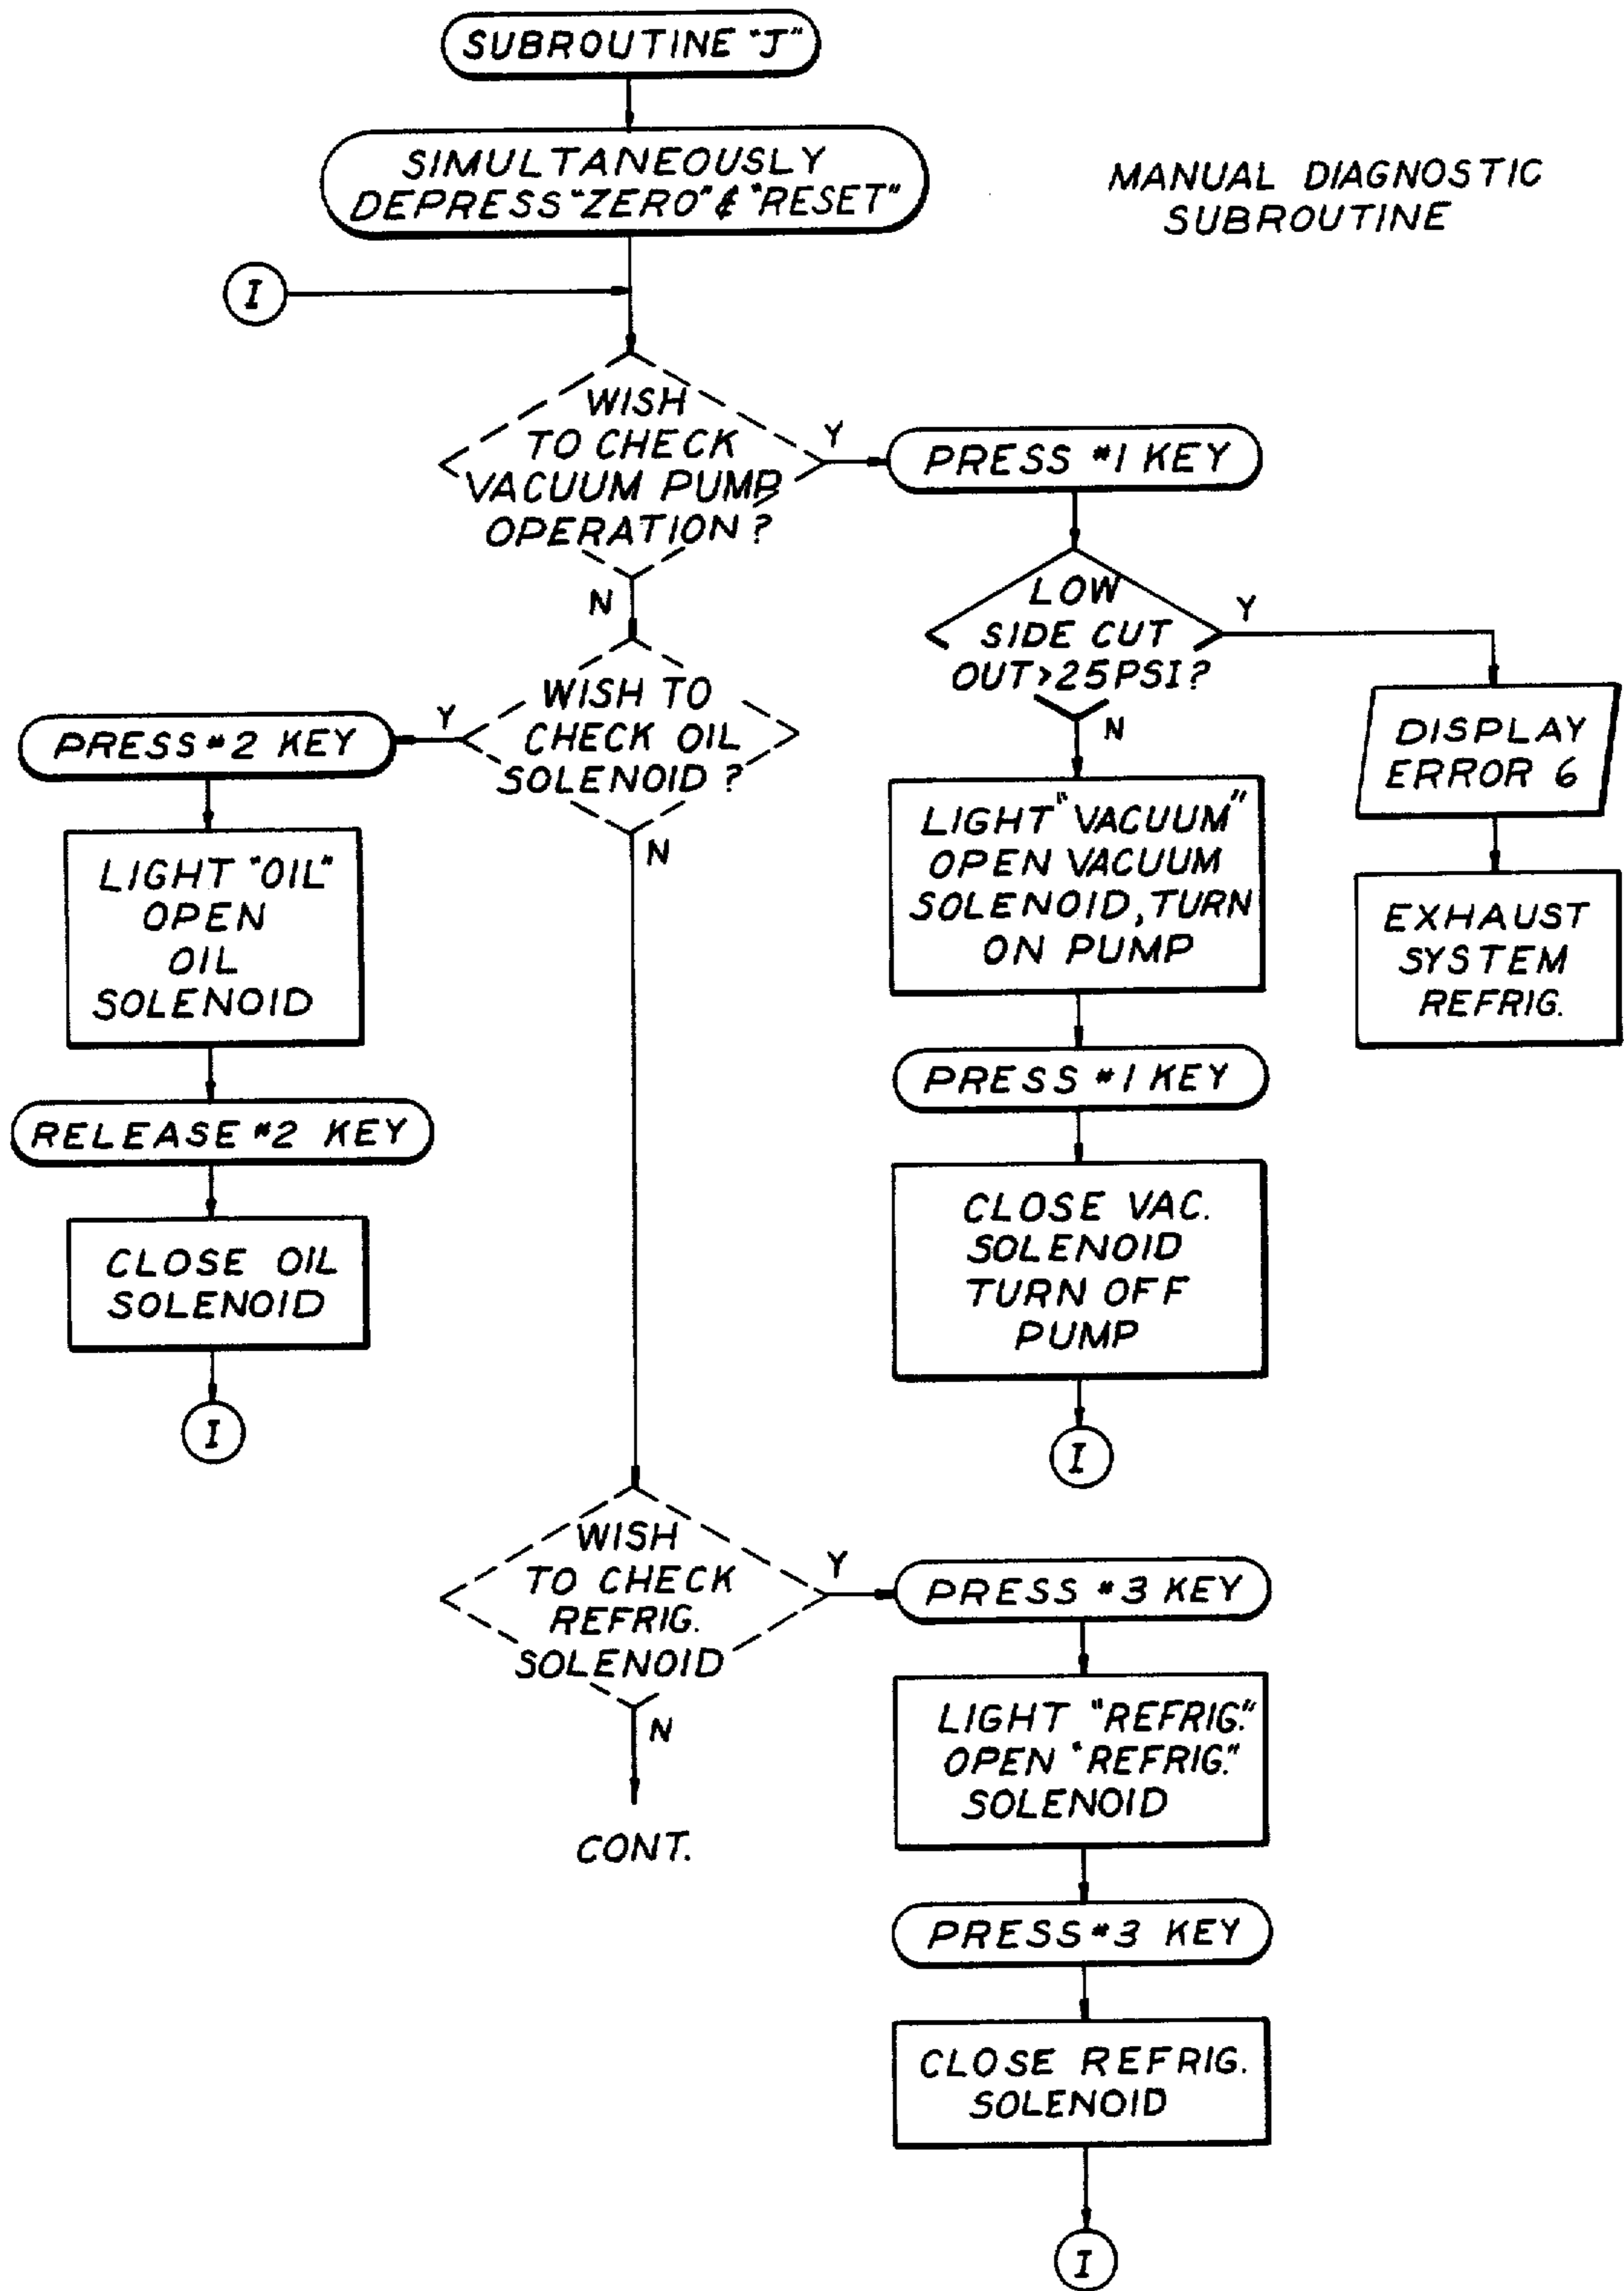 SUBROUTINE "J"
SIMULTANEOUSLY
DEPRESS "ZERO" & "RESET"
MANUAL DIAGNOSTIC
SUBROUTINE
I
WISH
TO CHECK
VACUUM PUMP
OPERATION?
Y
PRESS #1 KEY
N
LOW
SIDE CUT
OUT>25PSI?
Y
DISPLAY
ERROR 6
EXHAUST
SYSTEM
REFRIG.
N
LIGHT "VACUUM"
OPEN VACUUM
SOLENOID, TURN
ON PUMP
PRESS #1 KEY
CLOSE VAC.
SOLENOID
TURN OFF
PUMP
I
WISH TO
CHECK OIL
SOLENOID?
Y
PRESS #2 KEY
LIGHT "OIL"
OPEN
OIL
SOLENOID
RELEASE #2 KEY
CLOSE OIL
SOLENOID
I
N
WISH
TO CHECK
REFRIG.
SOLENOID
Y
PRESS #3 KEY
LIGHT "REFRIG."
OPEN "REFRIG."
SOLENOID
PRESS #3 KEY
CLOSE REFRIG.
SOLENOID
I
N
CONT.